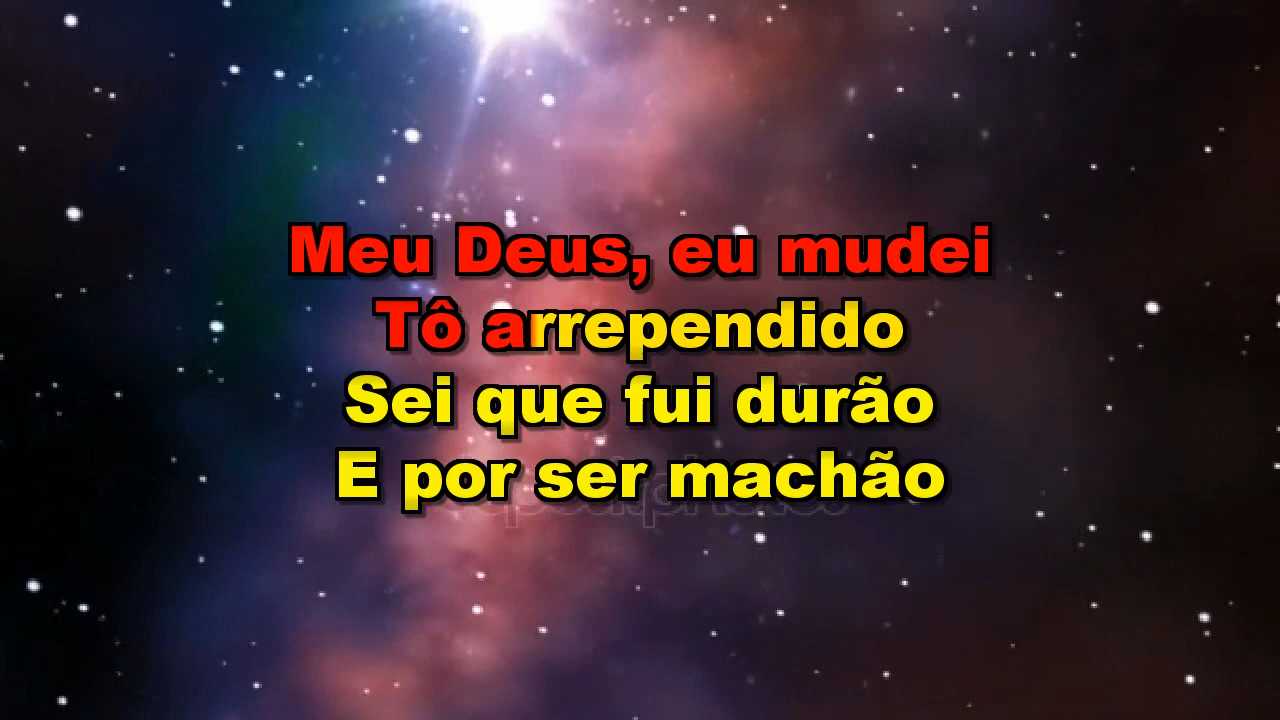 Meu Deus, eu mudei
Tô arrependido
Sei que fui durão
E por ser machão